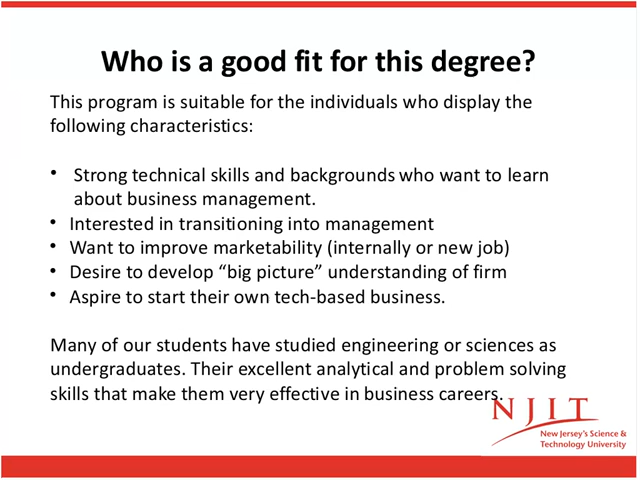 Who is a good fit for this degree?
This program is suitable for the individuals who display the
following characteristics:
• Strong technical skills and backgrounds who want to learn
about business management.
• Interested in transitioning into management
• Want to improve marketability (internally or new job)
• Desire to develop “big picture” understanding of firm
• Aspire to start their own tech-based business.
Many of our students have studied engineering or sciences as
undergraduates. Their excellent analytical and problem solving
skills that make them very effective in business careers.
NJIT
New Jersey's Science &
Technology University